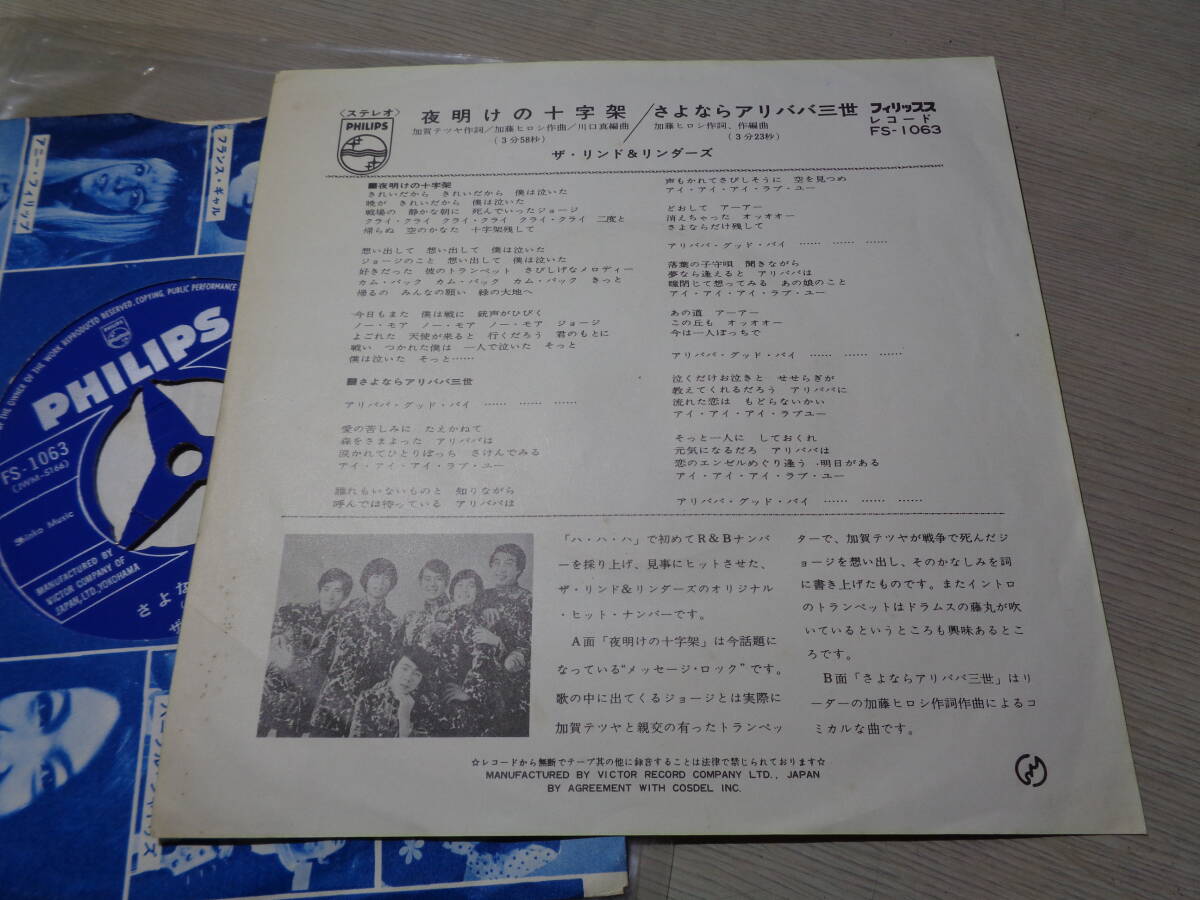 〈ステレオ〉
PHILIPS
夜明けの十字架／さよならアリババ三世
加賀テツヤ作詞／加藤ヒロシ作曲／川口真編曲
(3分58秒)
加藤ヒロシ作詞、作編曲
(3分23秒)
フィリップス
レコード
FS-1063
ザ・リンド&リンダーズ
■夜明けの十字架
きれいだから きれいだから 僕は泣いた
暁が きれいだから 僕は泣いた
戦場の 静かな朝に 死んでいったジョージ
クライ・クライ クライ・クライ クライ・クライ 二度と
帰らぬ 空のかなた 十字架残して
想い出して 想い出して 僕は泣いた
ジョージのこと 想い出して 僕は泣いた
好きだった 彼のトランペット さびしげなメロディー
カム・バック カム・バック カム・バック きっと
帰るの みんなの願い 緑の大地へ
今日もまた 僕は戦に 銃声がひびく
ノー・モア ノー・モア ノー・モア ジョージ
よごれた 天使が来ると 行くだろう 君のもとに
戦い つかれた僕は 一人で泣いた そっと
僕は泣いた そっと……
■さよならアリババ三世
アリババ・グッド・バイ …… …… ……
愛の苦しみに たえかねて
森をさまよった アリババは
涙かれてひとりぼっち さけんでみる
アイ・アイ・アイ・ラブ・ユー
誰れもいないものと 知りながら
呼んでは待っている アリババは
声もかれてさびしそうに 空を見つめ
アイ・アイ・アイ・ラブ・ユー
どおして アーアー
消えちゃった オッオオー
さよならだけ残して
アリババ・グッド・バイ …… …… ……
落葉の子守唄 聞きながら
夢なら逢えると アリババは
瞳閉じて想ってみる あの娘のこと
アイ・アイ・アイ・ラブ・ユー
あの道 アーアー
この丘も オッオオー
今は一人ぼっちで
アリババ・グッド・バイ …… …… ……
泣くだけお泣きと せせらぎが
教えてくれるだろう アリババに
流れた恋は もどらないかい
アイ・アイ・アイ・ラブユー
そっと一人に しておくれ
元気になるだろ アリババは
恋のエンゼルめぐり逢う 明日がある
アイ・アイ・アイ・ラブ・ユー
アリババ・グッド・バイ …… …… ……
「ハ・ハ・ハ」で初めてR&Bナンバ
ーを採り上げ、見事にヒットさせた、
ザ・リンド&リンダーズのオリジナル
・ヒット・ナンバーです。
A面「夜明けの十字架」は今話題に
なっている“メッセージ・ロック”です。
歌の中に出てくるジョージとは実際に
加賀テツヤと親交の有ったトランペッ
ターで、加賀テツヤが戦争で死んだジ
ョージを想い出し、そのかなしみを詞
に書き上げたものです。またイントロ
のトランペットはドラムスの藤丸が吹
いているというところも興味あるとこ
ろです。
B面「さよならアリババ三世」はリ
ーダーの加藤ヒロシ作詞作曲によるコ
ミカルな曲です。
☆レコードから無断でテープ其の他に録音することは法律で禁じられております☆
MANUFACTURED BY VICTOR RECORD COMPANY LTD., JAPAN
BY AGREEMENT WITH COSDEL INC.
フランス・ギャル
アニー・フィリップ
OF THE WORK REPRODUCED RESERVED. COPYING, PUBLIC PERFORMANCE
PHILIPS
PHILIPS
FS-1063
(JWM-5166)
Shinko Music
MANUFACTURED BY
VICTOR COMPANY OF
JAPAN, LTD., YOKOHAMA
さよな
ザ